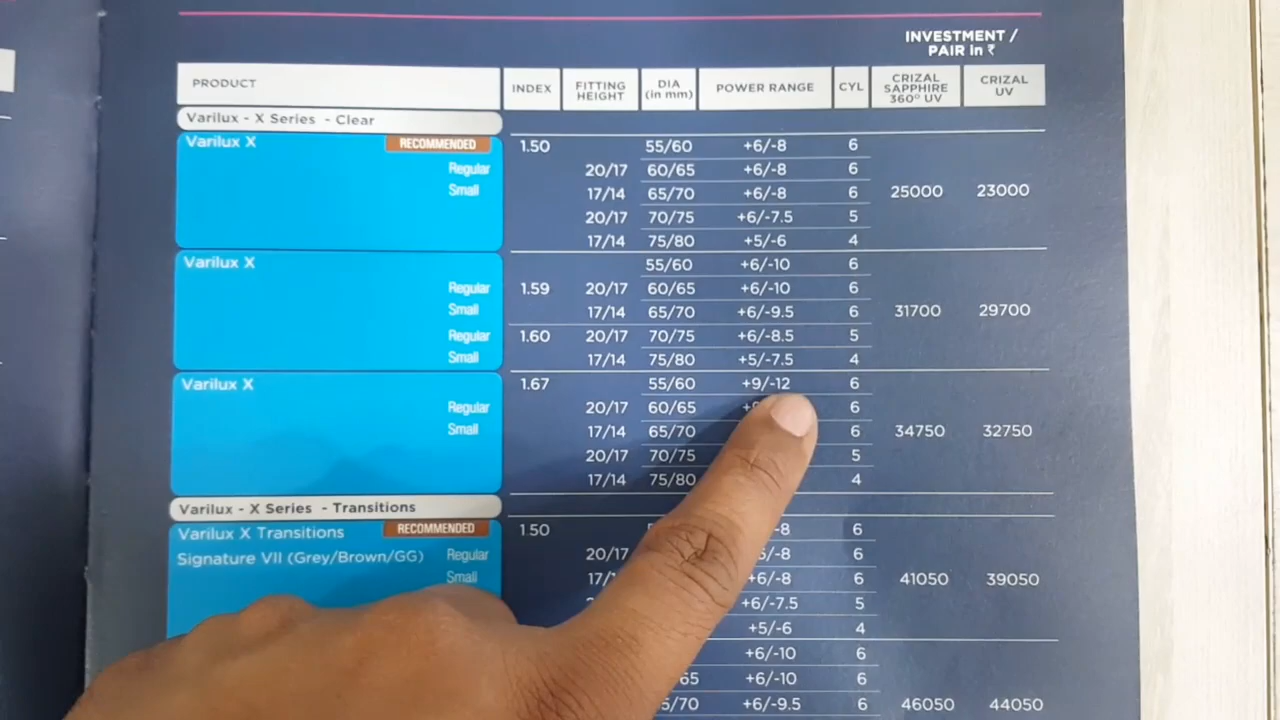 INVESTMENT /
PAIR in ₹
PRODUCT INDEX FITTING HEIGHT DIA (in mm) POWER RANGE CYL CRIZAL SAPPHIRE 360° UV CRIZAL UV
Varilux - X Series - Clear
Varilux X RECOMMENDED 1.50 55/60 +6/-8 6
Regular 20/17 60/65 +6/-8 6
Small 17/14 65/70 +6/-8 6 25000 23000
20/17 70/75 +6/-7.5 5
17/14 75/80 +5/-6 4
Varilux X 55/60 +6/-10 6
Regular 1.59 20/17 60/65 +6/-10 6
Small 17/14 65/70 +6/-9.5 6 31700 29700
Regular 1.60 20/17 70/75 +6/-8.5 5
Small 17/14 75/80 +5/-7.5 4
Varilux X 1.67 55/60 +9/-12 6
Regular 20/17 60/65 6
Small 17/14 65/70 6 34750 32750
20/17 70/75 5
17/14 75/80 4
Varilux - X Series - Transitions
Varilux X Transitions RECOMMENDED 1.50 -8 6
Signature VII (Grey/Brown/GG) Regular 20/17 /-8 6
Small +6/-8 6 41050 39050
+6/-7.5 5
+5/-6 4
+6/-10 6
65 +6/-10 6
/70 +6/-9.5 6 46050 44050